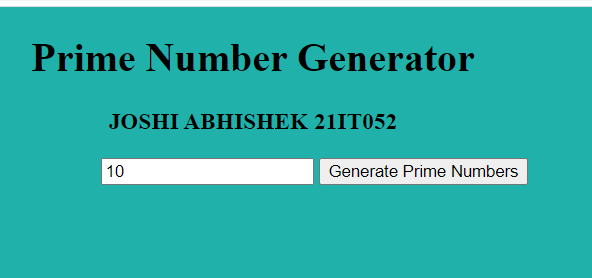 Prime Number Generator
JOSHI ABHISHEK 21IT052
10 Generate Prime Numbers